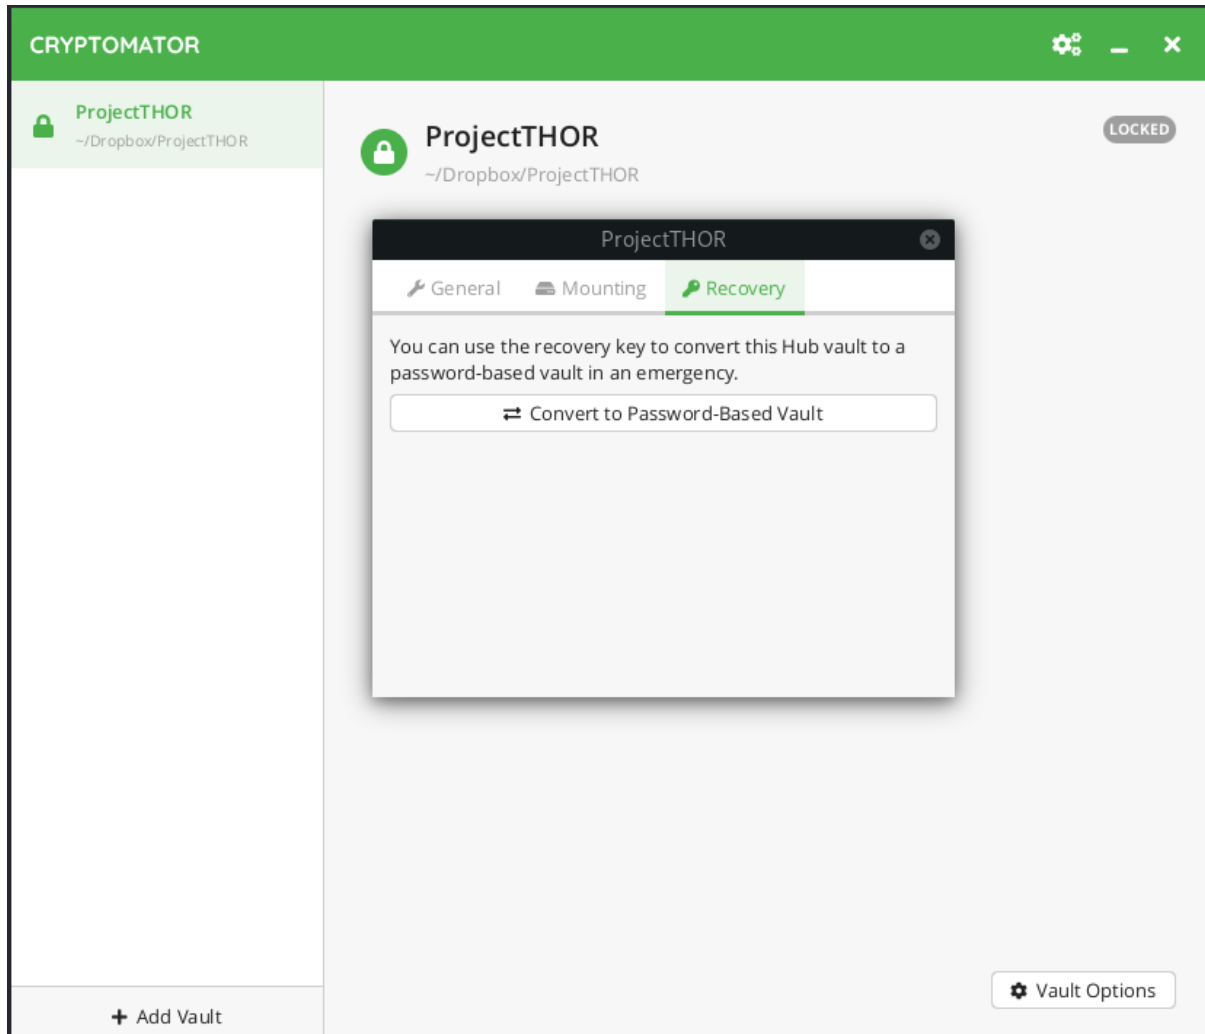 CRYPTOMATOR
ProjectTHOR
~/Dropbox/ProjectTHOR
ProjectTHOR
~/Dropbox/ProjectTHOR
LOCKED
ProjectTHOR
General Mounting Recovery
You can use the recovery key to convert this Hub vault to a
password-based vault in an emergency.
Convert to Password-Based Vault
Vault Options
Add Vault